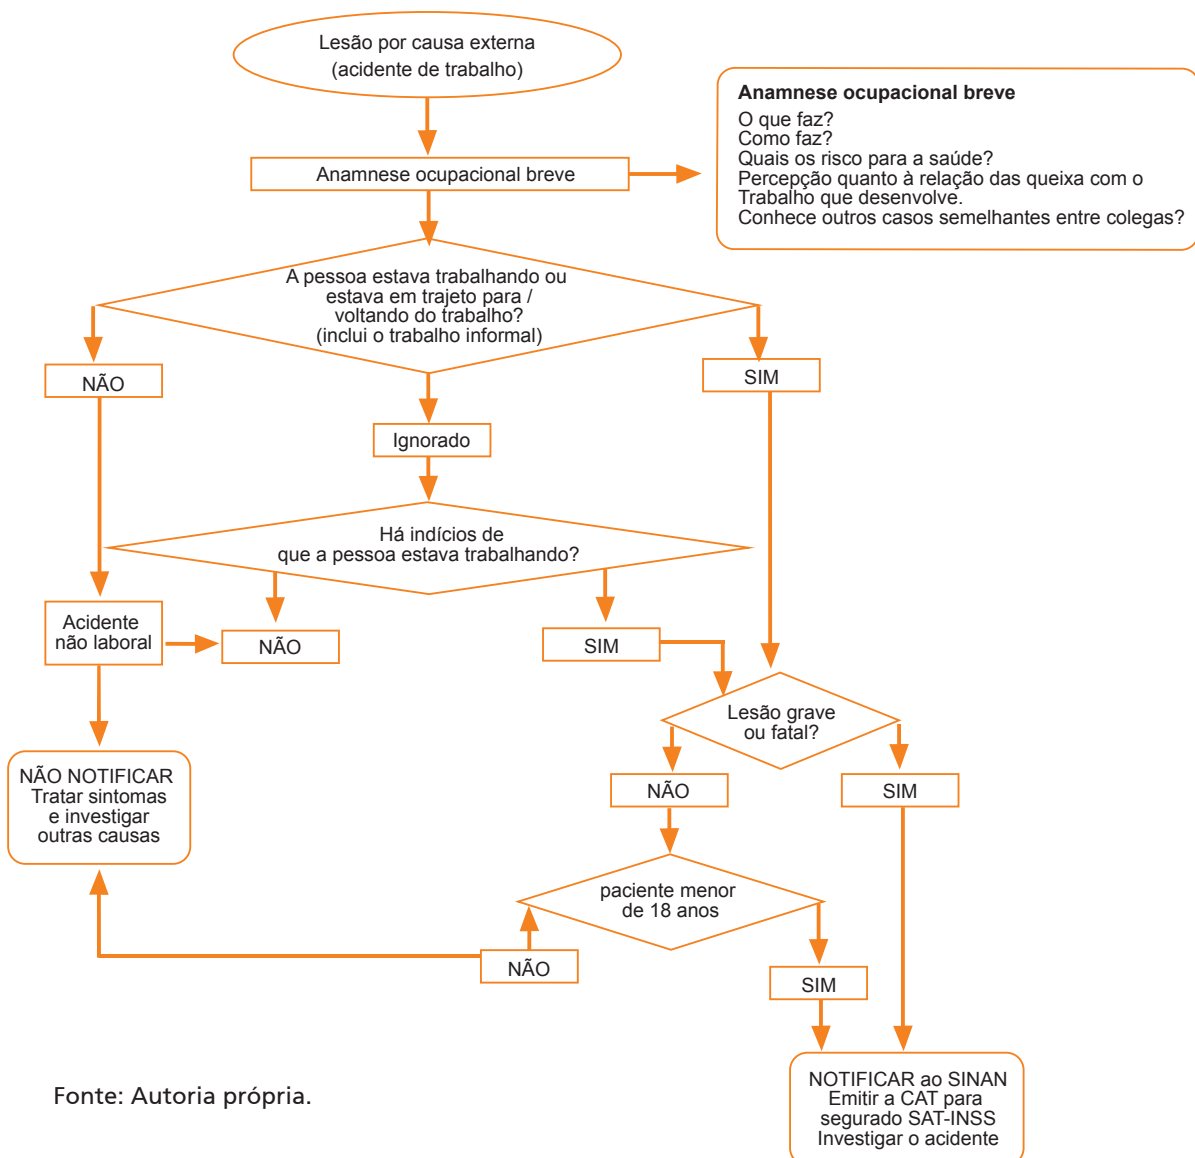 Lesão por causa externa
(acidente de trabalho)
Anamnese ocupacional breve
Anamnese ocupacional breve
O que faz?
Como faz?
Quais os risco para a saúde?
Percepção quanto à relação das queixa com o
Trabalho que desenvolve.
Conhece outros casos semelhantes entre colegas?
A pessoa estava trabalhando ou
estava em trajeto para /
voltando do trabalho?
(inclui o trabalho informal)
NÃO
SIM
Ignorado
Há indícios de
que a pessoa estava trabalhando?
Acidente
não laboral
NÃO
SIM
Lesão grave
ou fatal?
NÃO NOTIFICAR
Tratar sintomas
e investigar
outras causas
NÃO
SIM
paciente menor
de 18 anos
NÃO
SIM
NOTIFICAR ao SINAN
Emitir a CAT para
segurado SAT-INSS
Investigar o acidente
Fonte: Autoria própria.